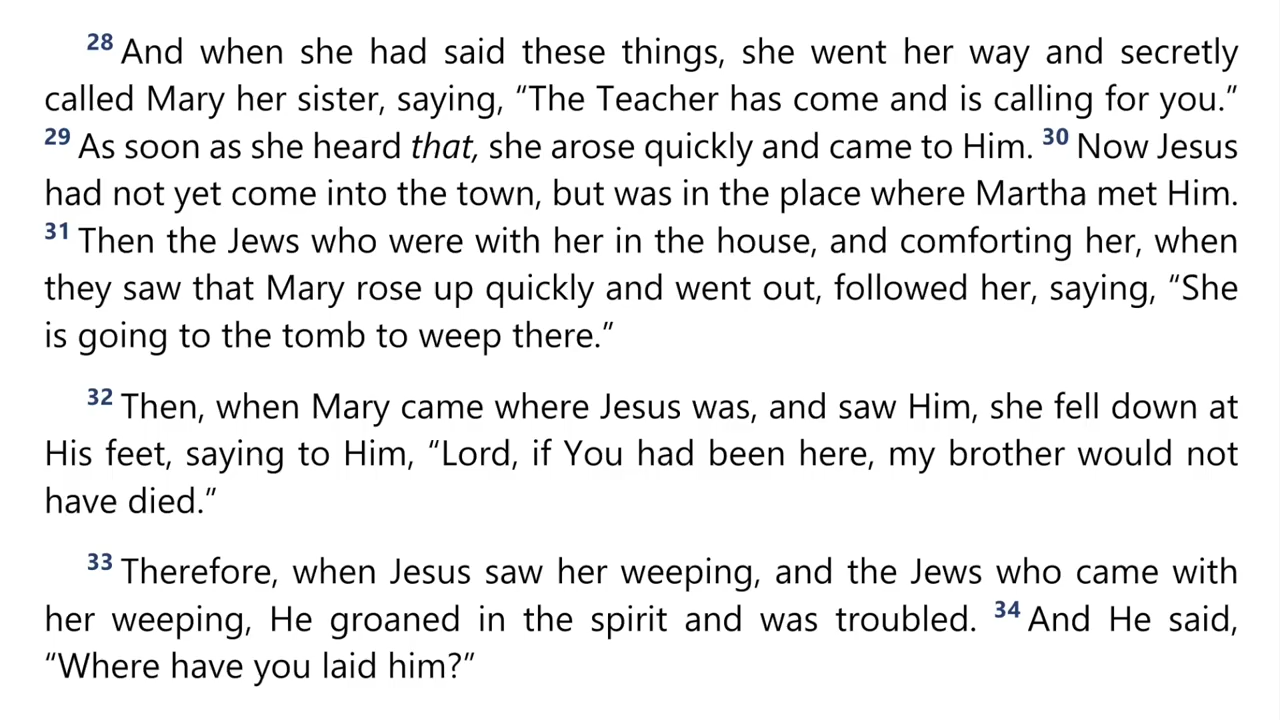 28 And when she had said these things, she went her way and secretly
called Mary her sister, saying, “The Teacher has come and is calling for you.”
29 As soon as she heard that, she arose quickly and came to Him. 30 Now Jesus
had not yet come into the town, but was in the place where Martha met Him.
31 Then the Jews who were with her in the house, and comforting her, when
they saw that Mary rose up quickly and went out, followed her, saying, “She
is going to the tomb to weep there.”
32 Then, when Mary came where Jesus was, and saw Him, she fell down at
His feet, saying to Him, “Lord, if You had been here, my brother would not
have died.”
33 Therefore, when Jesus saw her weeping, and the Jews who came with
her weeping, He groaned in the spirit and was troubled. 34 And He said,
“Where have you laid him?”